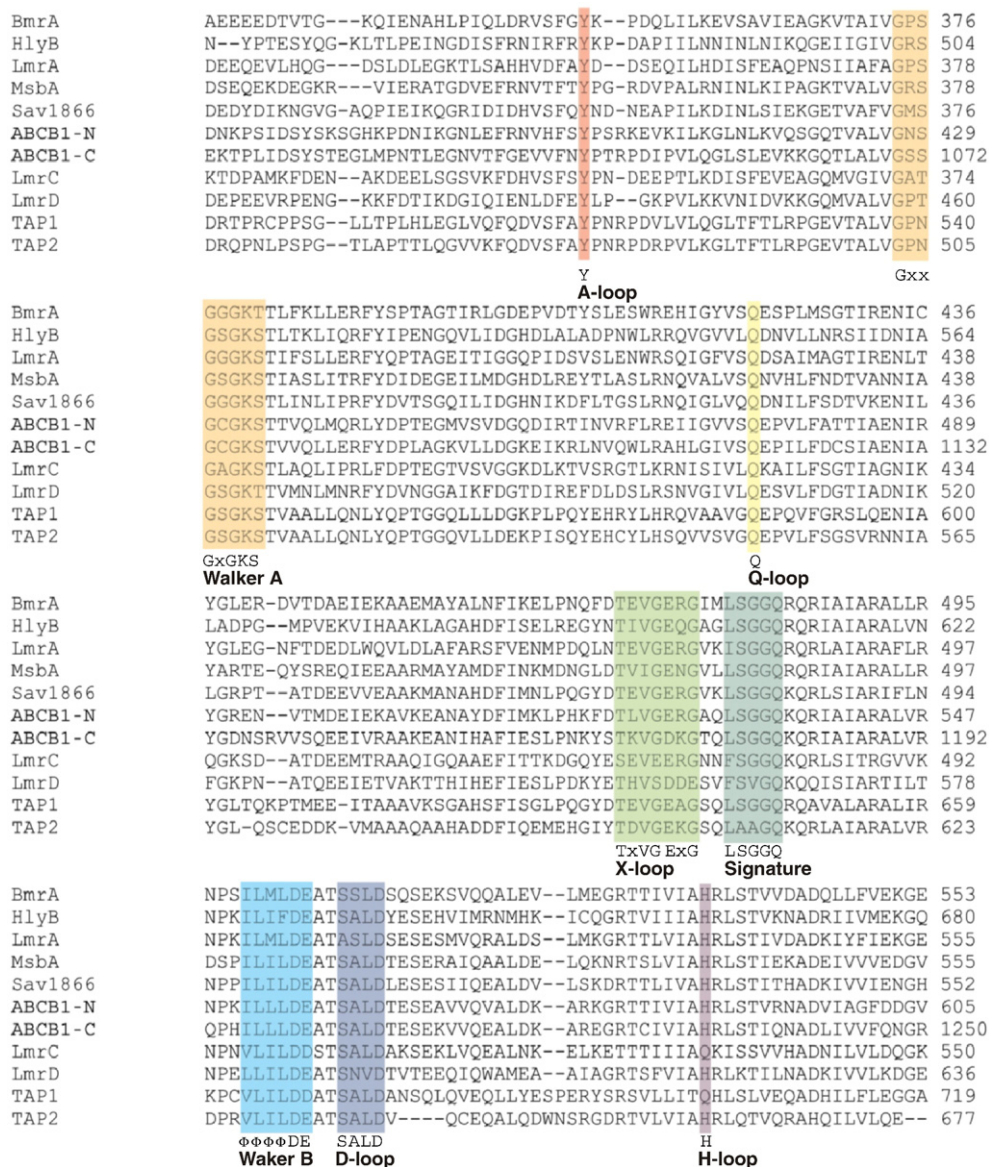 BmrA AEEEEDTVTG---KQIENAHLPIQLDRVSFGYK--PDQLILKEVSAVIEAGKVTAIVGPS 376
HlyB N--YPTESYQG-KLTLPEINGDISFRNIRFRYKP-DAPIILNNINLNIKQGEIIGIVGRS 504
LmrA DEEQEVLHQG---DSLDLEGKTLSAHHVDFAYD--DSEQILHDISFEAQPNSIIAFAGPS 378
MsbA DSEQEKDEGKR---VIERATGDVEFRNVTFTYPG-RDVPALRNINLKIPAGKTVALVGRS 378
Sav1866 DEDYDIKNGVG--AQPIEIKQGRIDIDHVSFQYND-NEAPILKDINLSIEKGETVAFVGMS 376
ABCB1-N DNKPSIDSYSKSGHKPDNIKGNLEFRNVHFSYPSRKEVKILKGLNLKVQSGQTVALVGNS 429
ABCB1-C EKTPLIDSYSTEGLMPNTLEGNVTFGEVVFNYPTRPDIPVLQGLSLEVKKGQTLALVGSS 1072
LmrC KTDPAMKFDEN--AKDEELSGSVKFDHVSFSYPN-DEEPTLKDISFEVEAGQMVGIVGAT 374
LmrD DEPEEVRPENG--KKFDTIKDGIQIENLDFEYLP--GKPVLKKVNIDVKKGQMVALVGPT 460
TAP1 DRTPRCPPSG---LLTPLHLEGLVQFQDVSFAYPNRPDVLVLQGLTFTLRPGEVTALVGPN 540
TAP2 DRQPNLPSPG---TLAPTTLQGVVKFQDVSFAYPNRPDRPVLKGLTFTLRPGEVTALVGPN 505
Y Gxx
A-loop
BmrA GGGKTTLFKLLERFYSPTAGTIRLGDEPVDTYSLESWREHIGYVSQESPLMSGTIRENIC 436
HlyB GSGKSTLTKLIQRFYIPENGQVLIDGHDLALADPNWLRRQVGVVLQDNVLLNRSIIDNIA 564
LmrA GGGKSTIFSLLERFYQPTAGEITIGGQPIDSVSLENWRSQIGFVSQDSAIMAGTIRENLT 438
MsbA GSGKSTIASLITRFYDIDEGEILMDGHDLREYTLASLRNQVALVSQNVHLFNDTVANNIA 438
Sav1866 GGGKSTLINLIPRFYDVTSGQILIDGHNIKDFLTGSLRNQIGLVQQDNILFSDTVKENIL 436
ABCB1-N GCGKSTTVQLMQRLYDPTEGMVSVDGQDIRTINVRFLREIIGVVSQEPVLFATTIAENIR 489
ABCB1-C GCGKSTVVQLLERFYDPLAGKVLLDGKEIKRLNVQWLRAHLGIVSQEPILFDCSIAENIA 1132
LmrC GAGKSTLAQLIPRLFDPTEGTVSVGGKDLKTVSRGTLRKNISIVLQKAILFSGTIAGNIK 434
LmrD GSGKTTVMNLMNRFYDVNGGAIKFDGTDIREFDLDSLRSNVGIVLQESVLFDGTIADNIK 520
TAP1 GSGKSTVAALLQNLYQPTGGQLLLDGKPLPQYEHRYLHRQVAAVGQEPQVFGRSLQENIA 600
TAP2 GSGKSTVAALLQNLYQPTGGQVLLDEKPISQYEHCYLHSQVVSVGQEPVLFSGSVRNNIA 565
GxGKS Q
Walker A Q-loop
BmrA YGLER-DVTDAEIEKAAEMAYALNFIKELPNQFDTEVGERGIMLSGGQRQRIAIARALLR 495
HlyB LADPG--MPVEKVIHAAKLAGAHDFISELREGYNTIVGEQGAGLSGGQRQRIAIARALVN 622
LmrA YGLEG-NFTDEDLWQVLDLAFARSFVENMPDQLNTEVGERGVKISGGQRQRLAIARAFLR 497
MsbA YARTE-QYSREQIEEAARMAYAMDFINKMDNGLDTVIGENGVLLSGGQRQRIAIARALLR 497
Sav1866 LGRPT--ATDEEVVEAAKMANAHDFIMNLPQGYDTEVGERGVKLSGGQKQRLSIARIFLN 494
ABCB1-N YGREN--VTMDEIEKAVKEANAYDFIMKLPHKFDTLVGERGAQLSGGQKQRIAIARALVR 547
ABCB1-C YGDNSRVVSQEEIVRAAKEANIHAFIESLPNKYSTKVGDKGTQLSGGQKQRIAIARALVR 1192
LmrC QGKSD--ATDEEMTRAAQIGQAAEFITTKDGQYESEVEERGNNFSGGQKQRLSITRGVVK 492
LmrD FGKPN--ATQEEIETVAKTTHIHEFIESLPDKYETHVSDDESVFSVGQKQQISIARTILT 578
TAP1 YGLTQKPTMEE-ITAAAVKSGAHSFISGLPQGYDTEVGEAGSQLSGGQRQAVALARALIR 659
TAP2 YGL-QSCEDDK-VMAAAQAAHADDFIQEMEHGIYTDVGEKGSQLAAGQKQRLAIARALVR 623
TxVG ExG LSGGQ
X-loop Signature
BmrA NPSILMLDEATSSLDSQSEKSVQQALEV--LMEGRTTIVIAHRLSTVVDADQLLFVEKGE 553
HlyB NPKILIFDEATSALDYESEHVIMRNMHK--ICQGRTVIIIAHRLSTVKNADRIIVMEKGQ 680
LmrA NPKILMLDEATASLDSESESMVQRALDS--LMKGRTTLVIAHRLSTIVDADKIYFIEKGE 555
MsbA DSPILILDEATSALDTESERAIQAALDE--LQKNRTSLVIAHRLSTIEKADEIVVVEDGV 555
Sav1866 NPPILILDEATSALDLESESIIQEALDV--LSKDRTTLIVAHRLSTITHADKIVVIENGH 552
ABCB1-N NPKILLLDEATSALDTESEAVVQVALDK--AREGRTTIVIAHRLSTVRNADVIAGFDDGV 605
ABCB1-C QPHILLLDEATSALDTESEKVVQEALDK--AREGRTCIVIAHRLSTIQNADLIVVFQNGR 1250
LmrC NPNVLILDDSTSALDAKSEKLVQEALNK--ELKETTTIIIAQKISSVVHADNILVLDQGK 550
LmrD NPELLILDEATSNVDTVTEEQIQWAMEA--AIAGRTSFVIAHRLKTILNADKIVVLKDGE 636
TAP1 KPCVLILDDATSALDANSQLQVEQLLYESPERYSRSVLLITQHLSLVEQADHILFLEGGA 719
TAP2 DPRVLILDEATSALDV----QCEQALQDWNSRGDRTVLVIAHRLQTVQRAHQILVLQE-- 677
ΦΦΦΦDE SALD H
Waker B D-loop H-loop